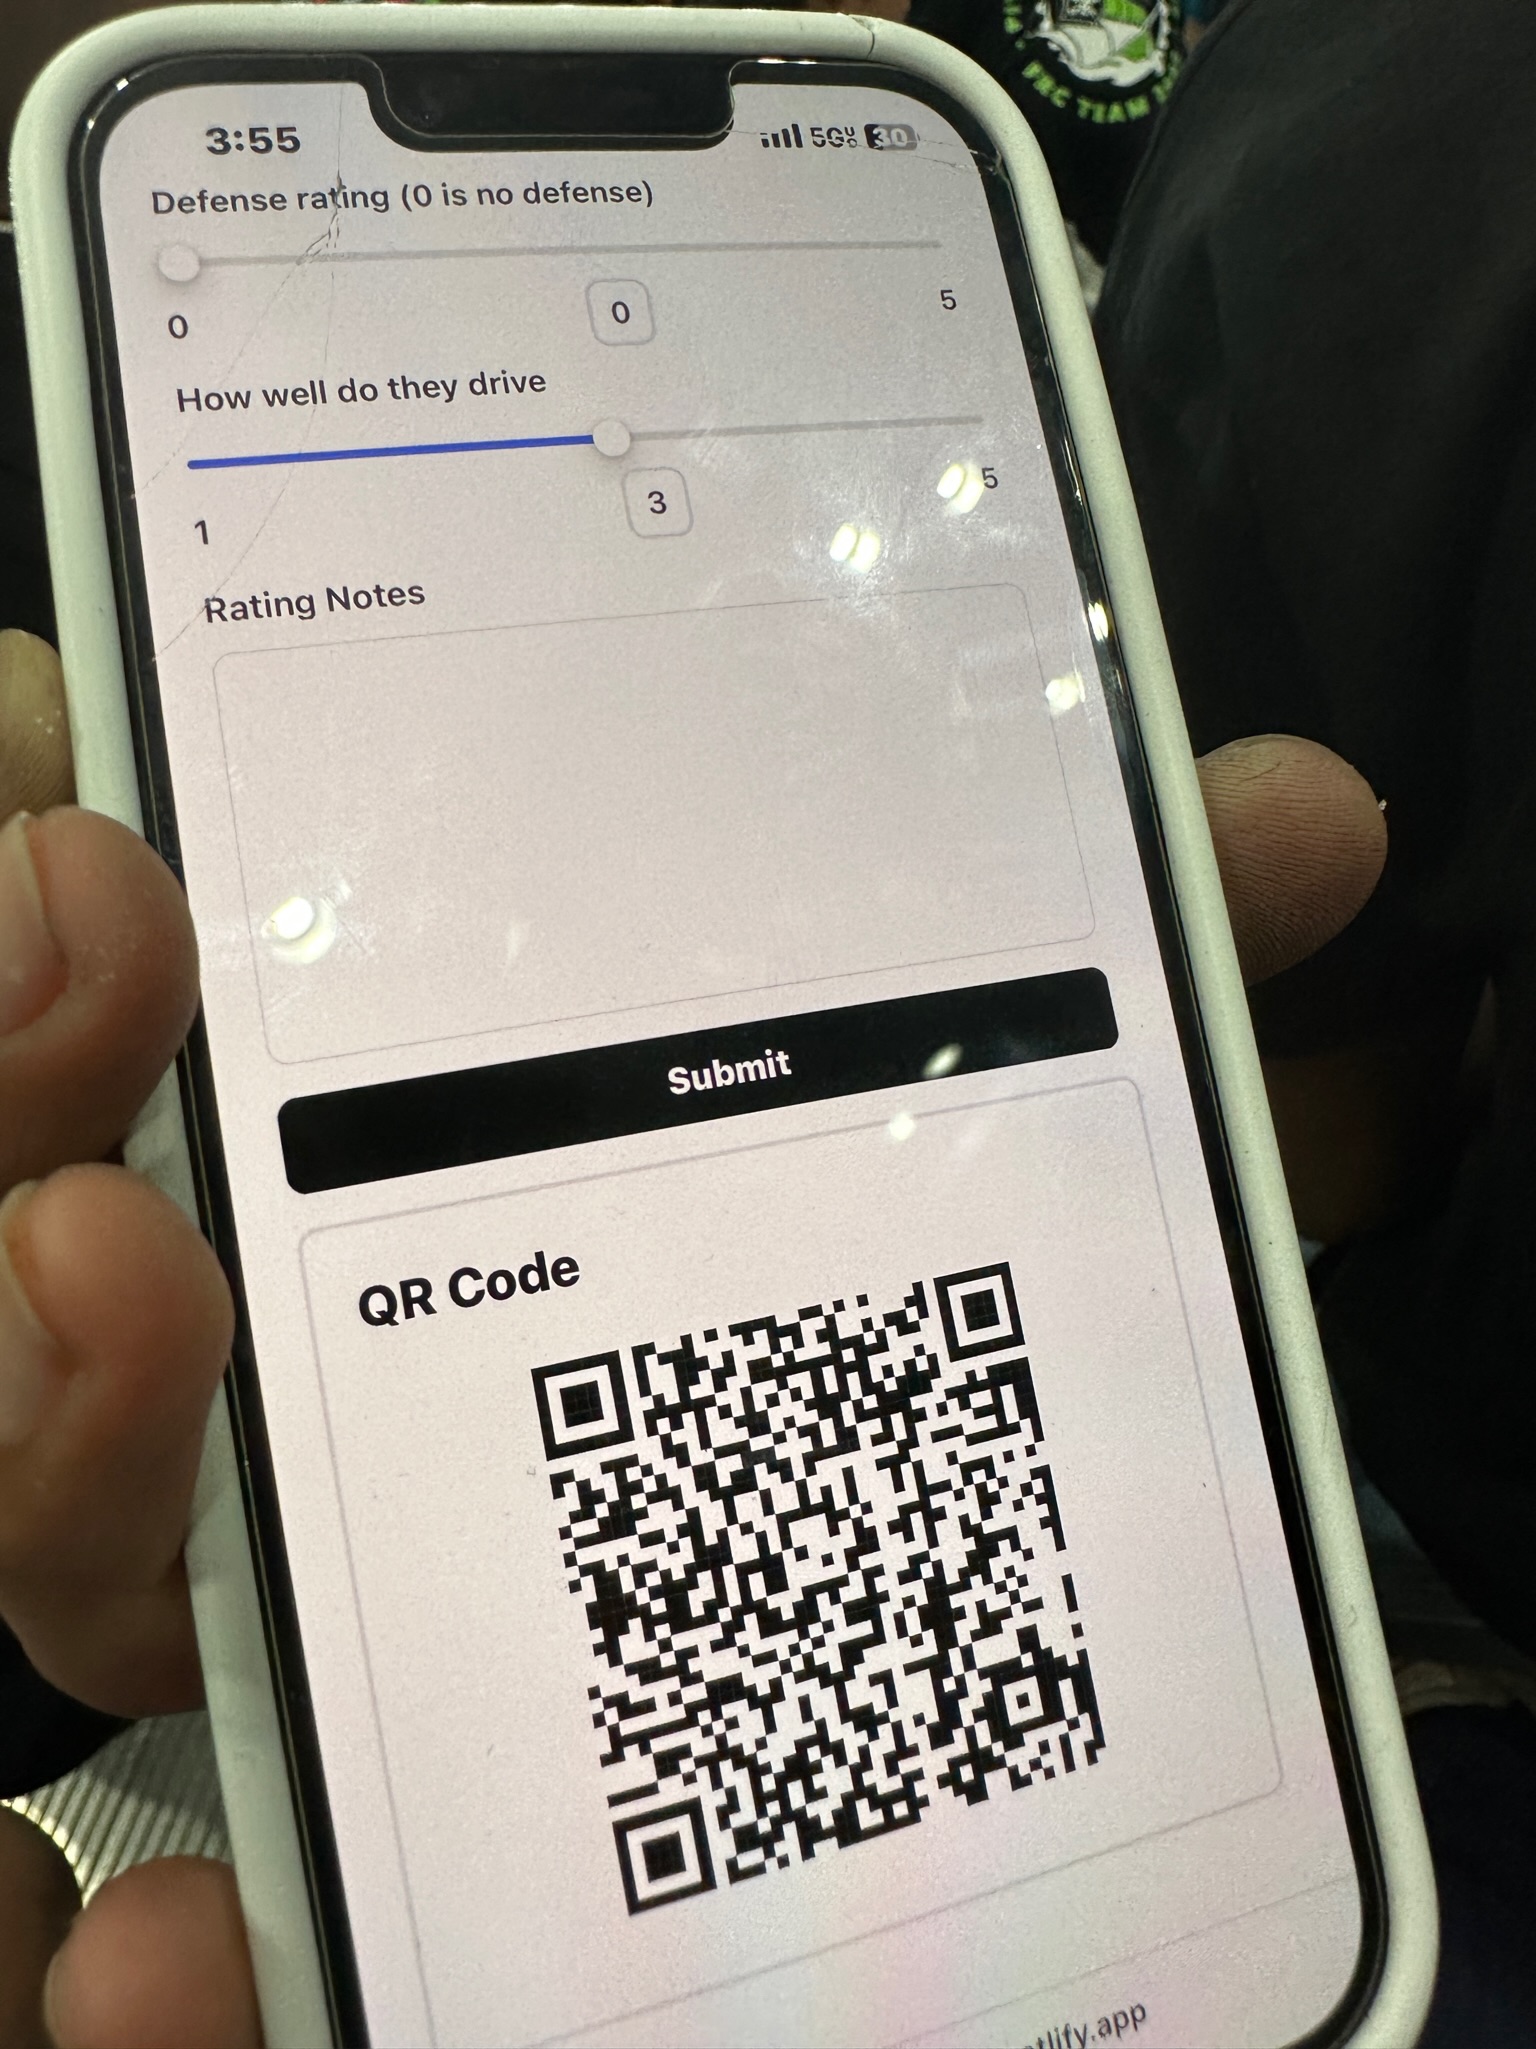 FRC TEAM
3:55
5G
30
Defense rating (0 is no defense)
0
0
5
How well do they drive
1
3
5
Rating Notes
Submit
QR Code
tlify.app